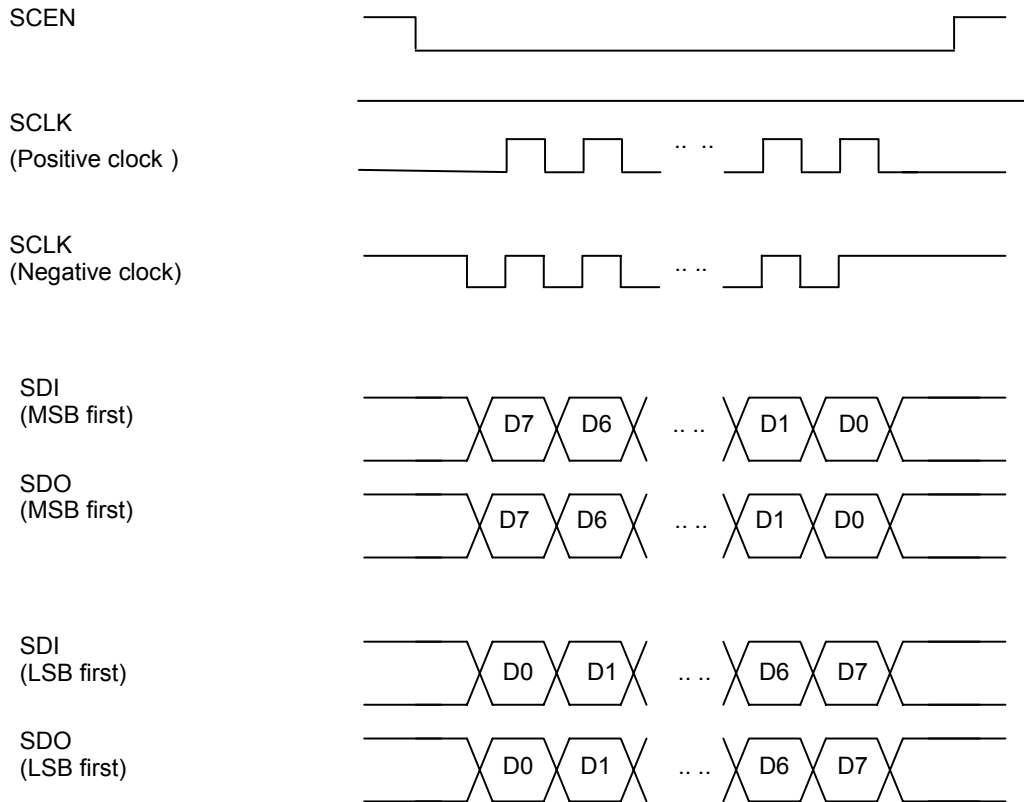 SCEN
SCLK
(Positive clock )
.. ..
SCLK
(Negative clock)
.. ..
SDI
(MSB first)
D7 D6 .. .. D1 D0
SDO
(MSB first)
D7 D6 .. .. D1 D0
SDI
(LSB first)
D0 D1 .. .. D6 D7
SDO
(LSB first)
D0 D1 .. .. D6 D7